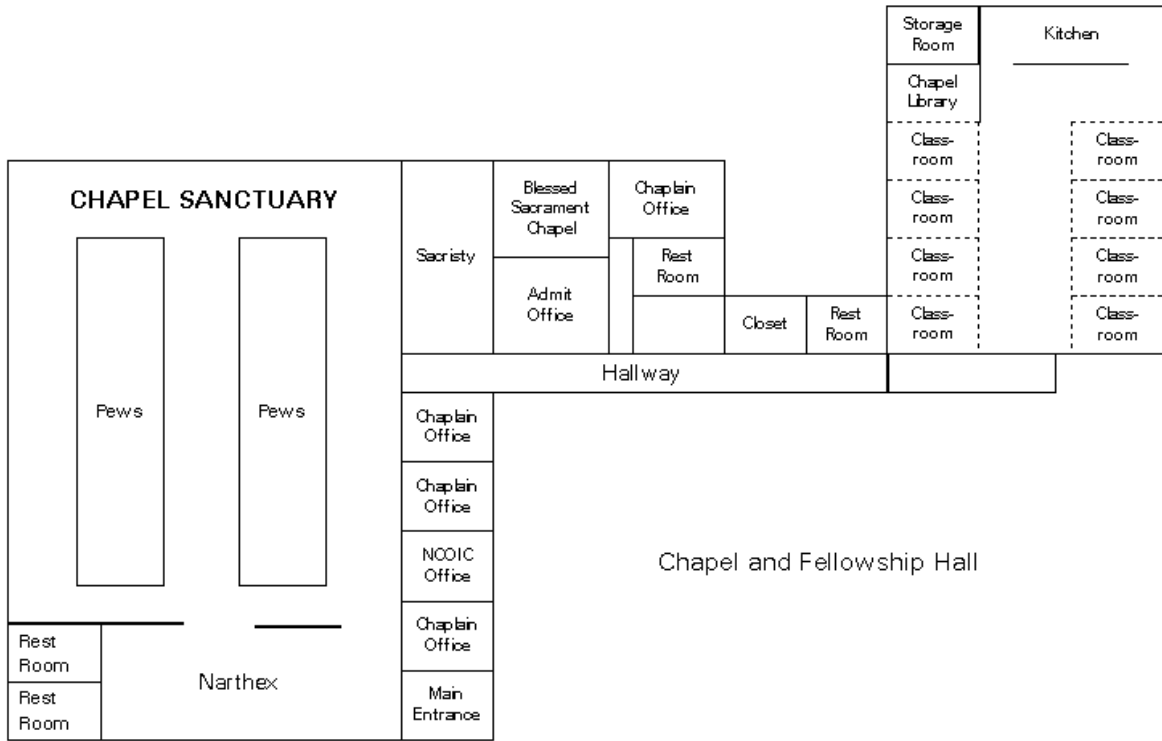 Storage
Room
Kitchen
Chapel
Library
Class-
room
Class-
room
CHAPEL SANCTUARY
Blessed
Sacrament
Chapel
Chaplain
Office
Class-
room
Class-
room
Sacristy
Rest
Room
Class-
room
Class-
room
Admit
Office
Closet
Rest
Room
Class-
room
Class-
room
Hallway
Pews
Pews
Chaplain
Office
Chaplain
Office
NCOIC
Office
Chapel and Fellowship Hall
Chaplain
Office
Rest
Room
Narthex
Rest
Room
Main
Entrance